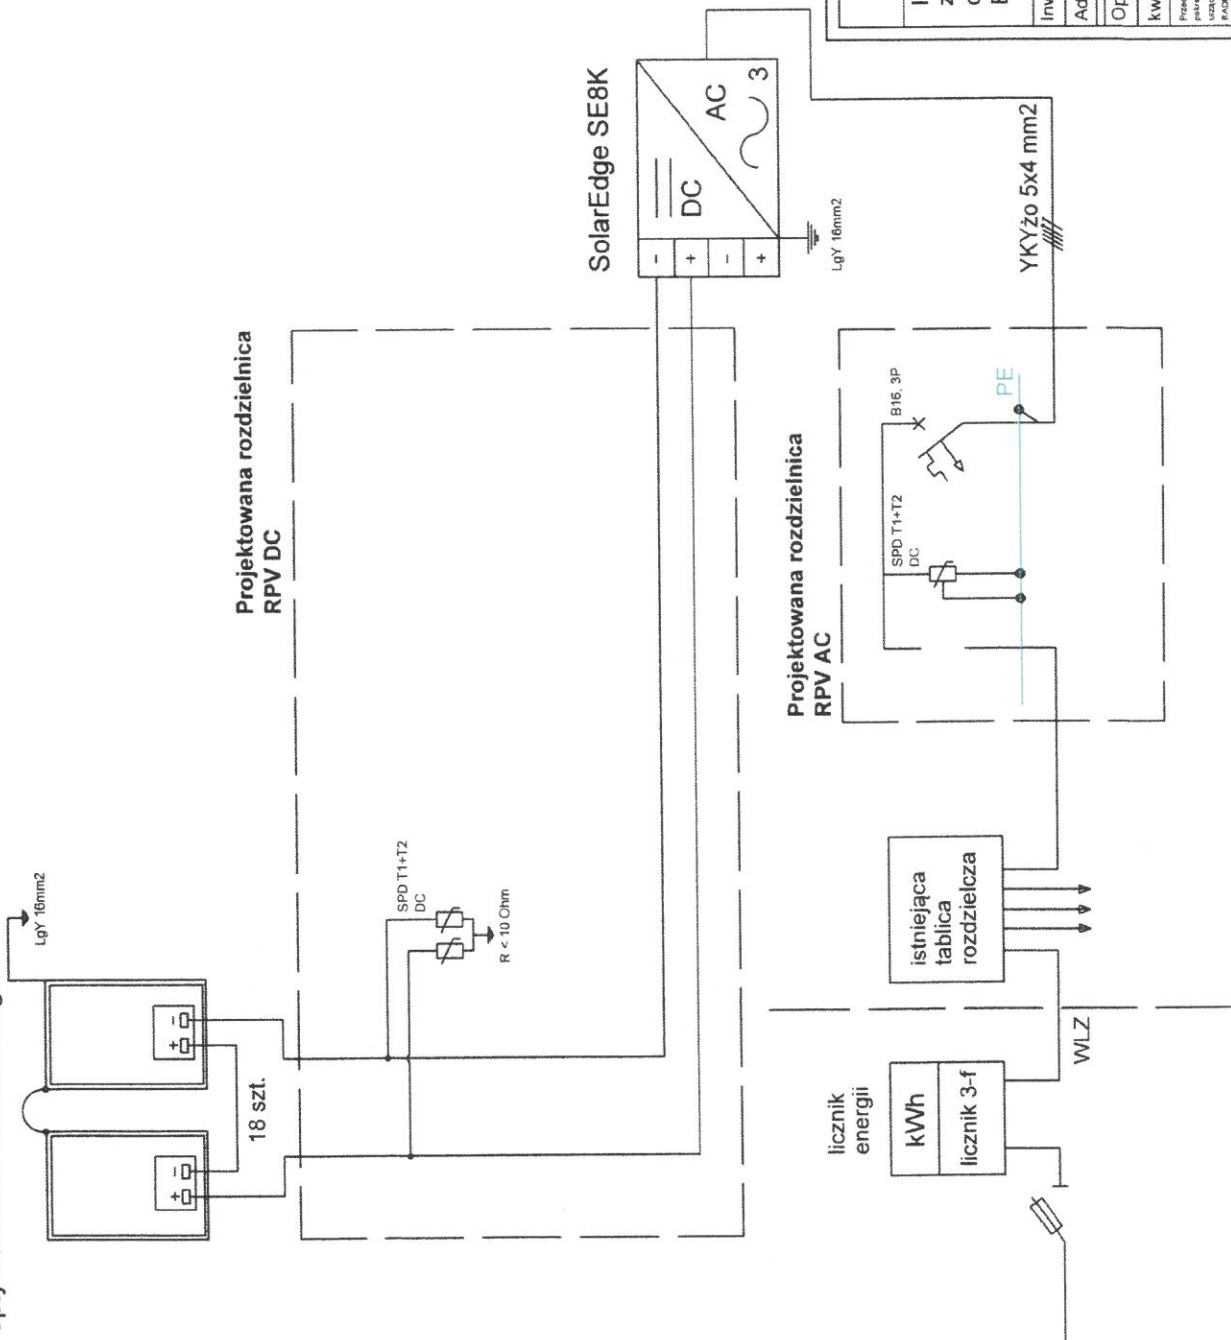 LgY 16mm2
+
-
+
-
18 szt.
Projektowana rozdzielnica
RPV DC
SPD T1+T2
DC
R < 10 Ohm
SolarEdge SE8K
-
+
-
+
DC
AC
3
LgY 16mm2
YKYżo 5x4 mm2
Projektowana rozdzielnica
RPV AC
SPD T1+T2
DC
B16, 3P
PE
istniejąca
tablica
rozdzielcza
WLZ
licznik
energii
kWh
licznik 3-f